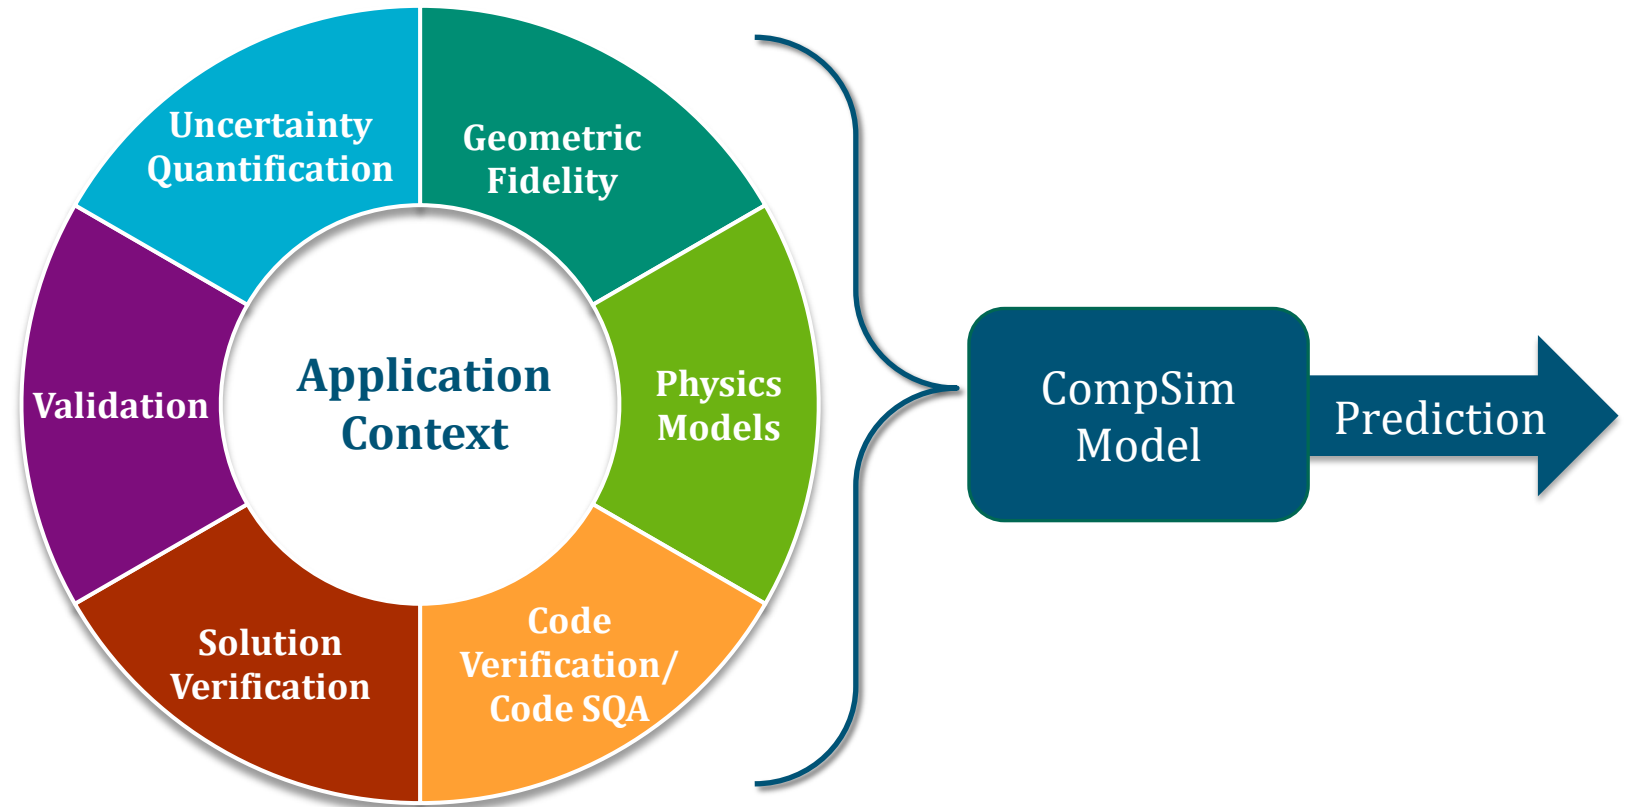 Uncertainty
Quantification
Geometric
Fidelity
Validation
Application
Context
Physics
Models
Solution
Verification
Code
Verification/
Code SQA
CompSim
Model
Prediction